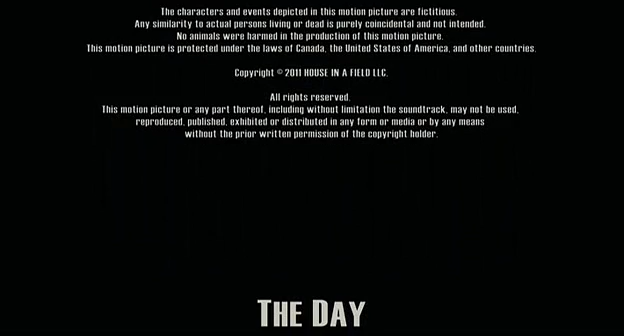 The characters and events depicted in this motion picture are fictitious.
Any similarity to actual persons living or dead is purely coincidental and not intended.
No animals were harmed in the production of this motion picture.
This motion picture is protected under the laws of Canada, the United States of America, and other countries.
Copyright © 2011 HOUSE IN A FIELD LLC.
All rights reserved.
This motion picture or any part thereof, including without limitation the soundtrack, may not be used,
reproduced, published, exhibited or distributed in any form or media or by any means
without the prior written permission of the copyright holder.
THE DAY